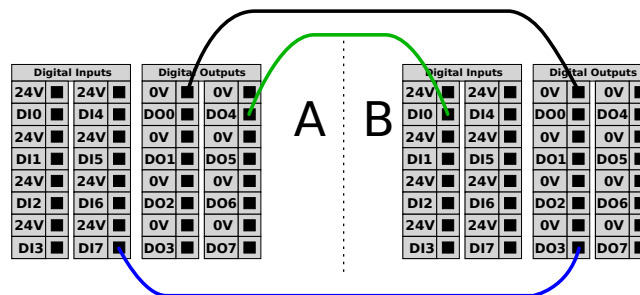 Digital Inputs Digital Outputs Digital Inputs Digital Outputs
24V 24V 0V 0V 24V 24V 0V 0V
DI0 DI4 DO0 DO4 A B DI0 DI4 DO0 DO4
24V 24V 0V 0V 24V 24V 0V 0V
DI1 DI5 DO1 DO5 DI1 DI5 DO1 DO5
24V 24V 0V 0V 24V 24V 0V 0V
DI2 DI6 DO2 DO6 DI2 DI6 DO2 DO6
24V 24V 0V 0V 24V 24V 0V 0V
DI3 DI7 DO3 DO7 DI3 DI7 DO3 DO7